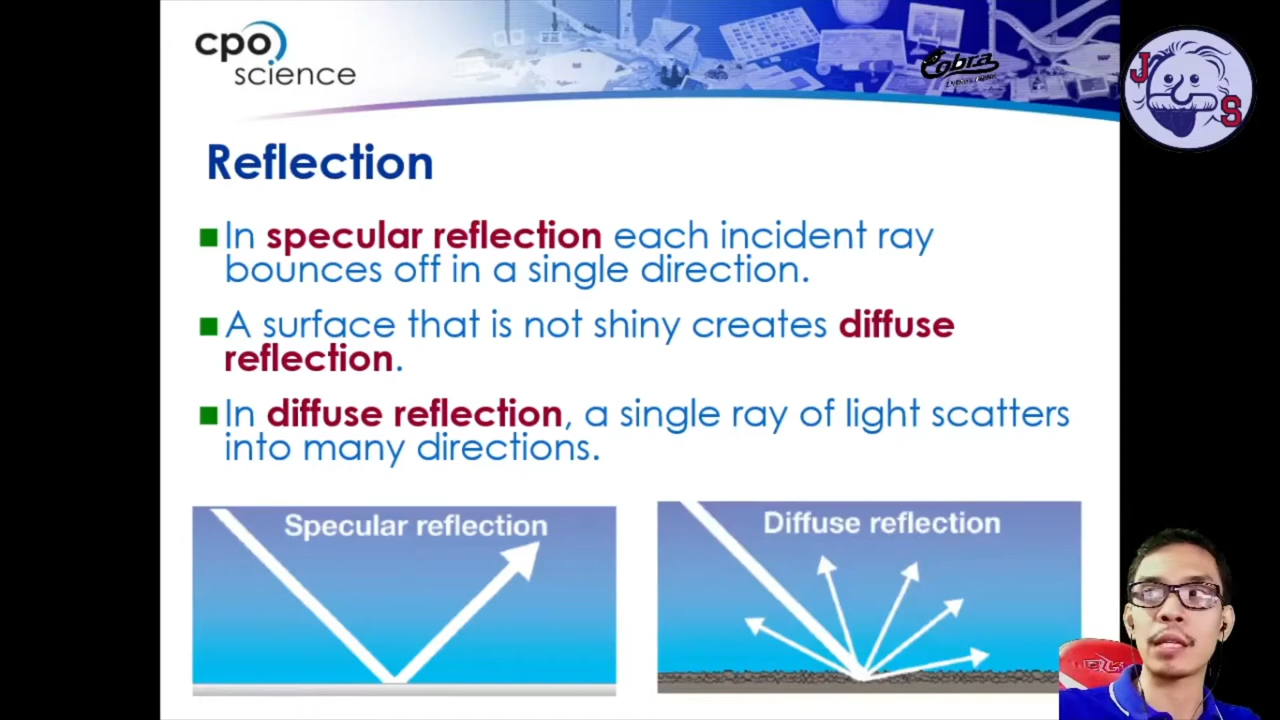 cpo
science
Cobra
J S
Reflection
In specular reflection each incident ray
bounces off in a single direction.
A surface that is not shiny creates diffuse
reflection.
In diffuse reflection, a single ray of light scatters
into many directions.
Specular reflection
Diffuse reflection